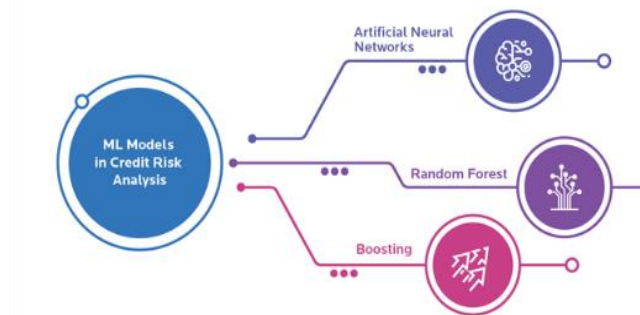 Artificial Neural
Networks
ML Models
in Credit Risk
Analysis
Random Forest
Boosting